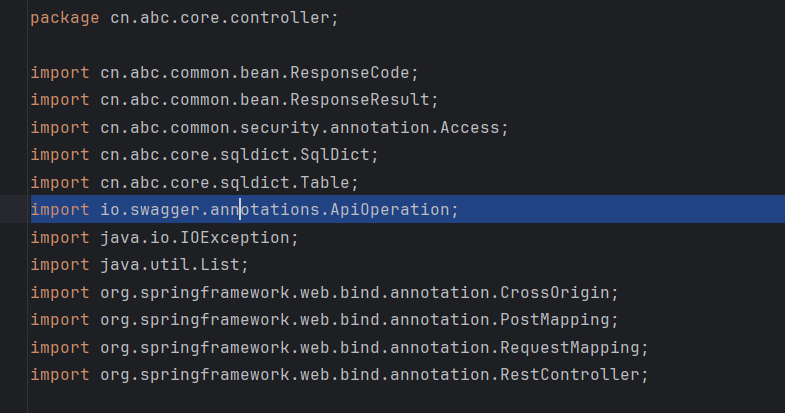 package cn.abc.core.controller;
import cn.abc.common.bean.ResponseCode;
import cn.abc.common.bean.ResponseResult;
import cn.abc.common.security.annotation.Access;
import cn.abc.core.sqldict.SqlDict;
import cn.abc.core.sqldict.Table;
import io.swagger.annotations.ApiOperation;
import java.io.IOException;
import java.util.List;
import org.springframework.web.bind.annotation.CrossOrigin;
import org.springframework.web.bind.annotation.PostMapping;
import org.springframework.web.bind.annotation.RequestMapping;
import org.springframework.web.bind.annotation.RestController;